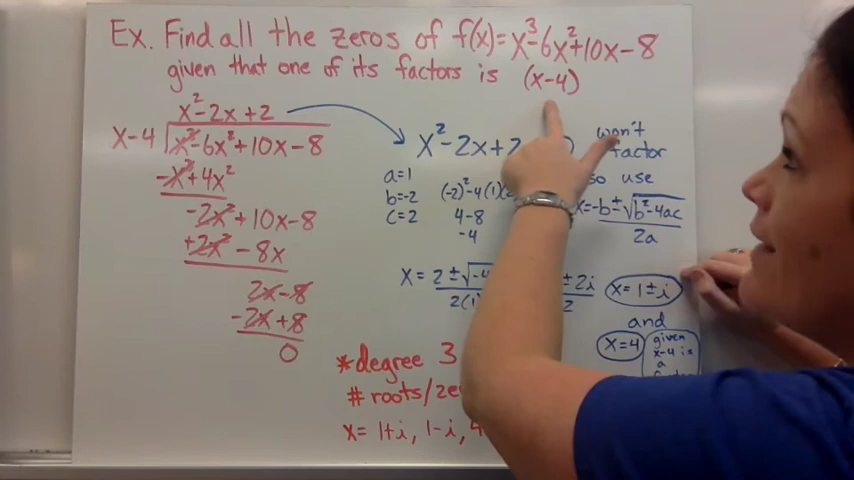 Ex. Find all the zeros of f(x)=x³-6x²+10x-8
given that one of its factors is (x-4)
x²-2x+2
x-4 x³-6x²+10x-8
-x³+4x²
-2x²+10x-8
+2x²-8x
2x-8
-2x+8
0
x²-2x+2
a=1
b=-2
c=2
(-2)²-4(1)(
4-8
-4
won't
factor
so use
x=-b±√b²-4ac
2a
x= 2±√-4
2(1)
±2i
2
x=1±i
and
x=4
given
x-4 is
a
*degree 3
# roots/ze
x= 1+i, 1-i, 4